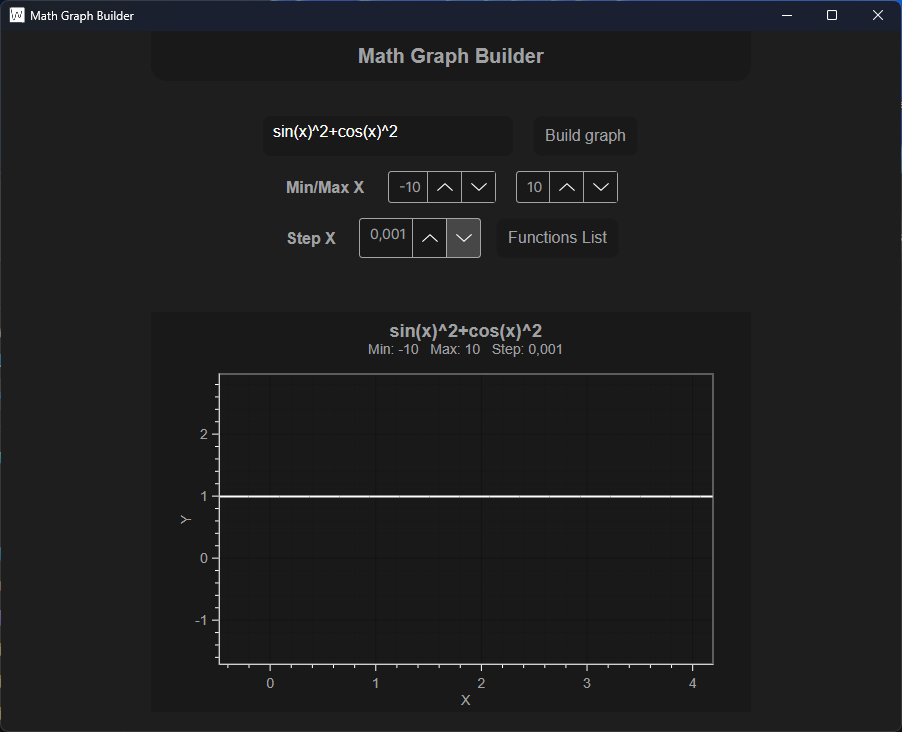 Math Graph Builder
Math Graph Builder
sin(x)^2+cos(x)^2
Build graph
Min/Max X
-10
10
Step X
0,001
Functions List
sin(x)^2+cos(x)^2
Min: -10 Max: 10 Step: 0,001
2
1
Y
0
-1
0 1 2 3 4
X